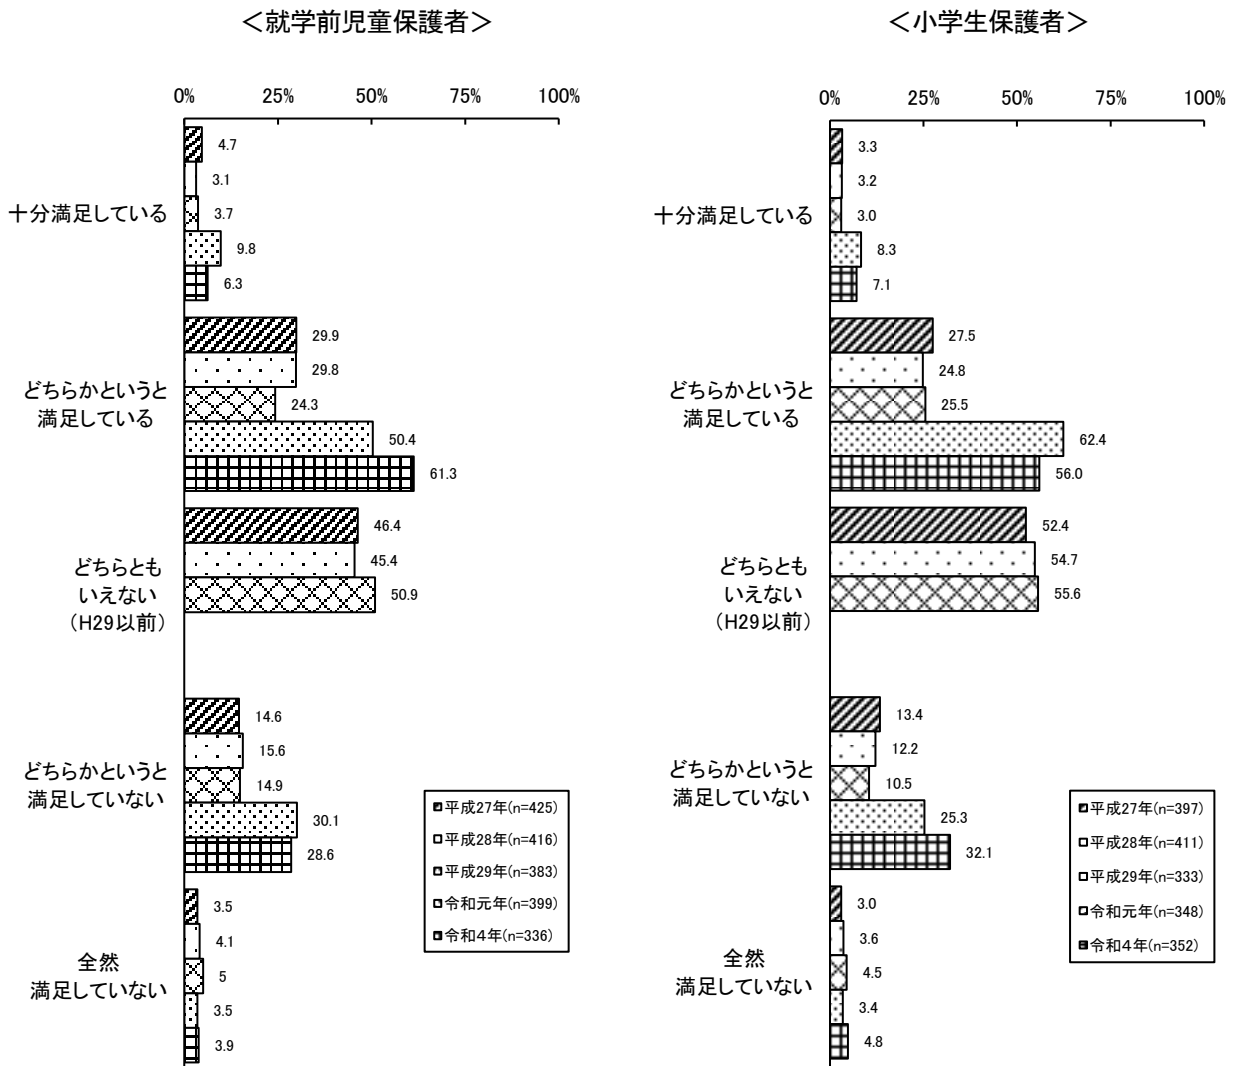 ＜就学前児童保護者＞
0% 25% 50% 75% 100%
十分満足している
4.7
3.1
3.7
9.8
6.3
どちらかというと
満足している
29.9
29.8
24.3
50.4
61.3
どちらとも
いえない
（H29以前）
46.4
45.4
50.9
どちらかというと
満足していない
14.6
15.6
14.9
30.1
28.6
全然
満足していない
3.5
4.1
5
3.5
3.9
平成27年(n=425)
平成28年(n=416)
平成29年(n=383)
令和元年(n=399)
令和４年(n=336)
＜小学生保護者＞
0% 25% 50% 75% 100%
十分満足している
3.3
3.2
3.0
8.3
7.1
どちらかというと
満足している
27.5
24.8
25.5
62.4
56.0
どちらとも
いえない
（H29以前）
52.4
54.7
55.6
どちらかというと
満足していない
13.4
12.2
10.5
25.3
32.1
全然
満足していない
3.0
3.6
4.5
3.4
4.8
平成27年(n=397)
平成28年(n=411)
平成29年(n=333)
令和元年(n=348)
令和４年(n=352)